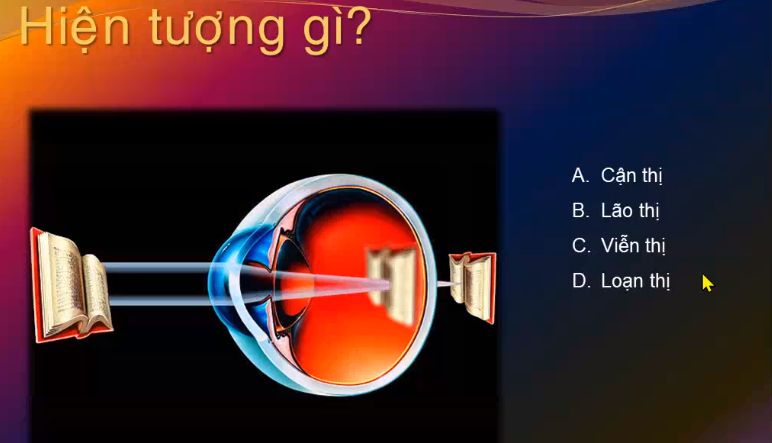 Hiện tượng gì?
A. Cận thị
B. Lão thị
C. Viễn thị
D. Loạn thị